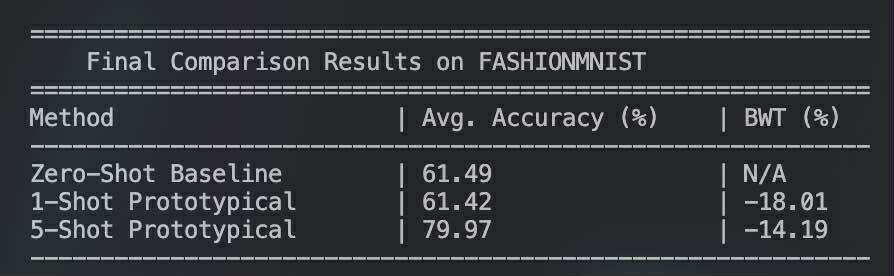 ============================================================
    Final Comparison Results on FASHIONMNIST
============================================================
Method                    | Avg. Accuracy (%)    | BWT (%)
------------------------------------------------------------
Zero-Shot Baseline        | 61.49                | N/A
1-Shot Prototypical       | 61.42                | -18.01
5-Shot Prototypical       | 79.97                | -14.19
------------------------------------------------------------